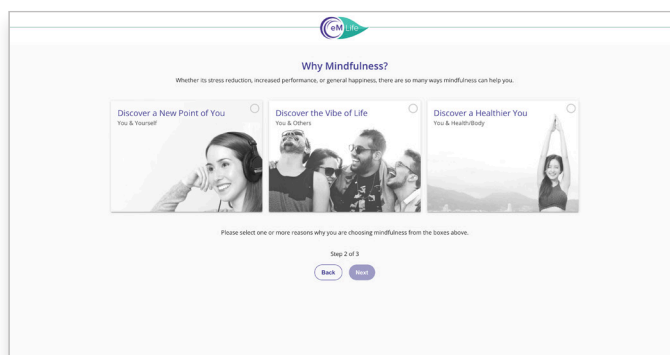 eM Life
Why Mindfulness?
Whether its stress reduction, increased performance, or general happiness, there are so many ways mindfulness can help you.
Discover a New Point of You
You & Yourself
Discover the Vibe of Life
You & Others
Discover a Healthier You
You & Health/Body
Please select one or more reasons why you are choosing mindfulness from the boxes above.
Step 2 of 3
Back
Next